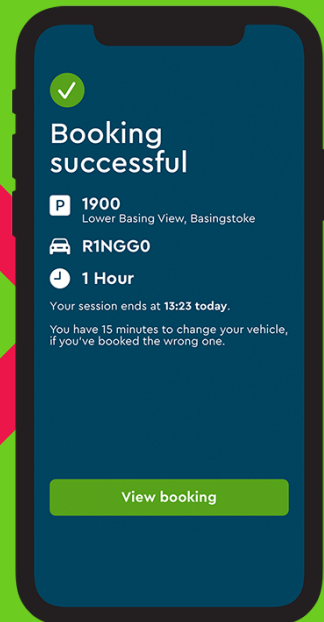 Booking
successful
P 1900
Lower Basing View, Basingstoke
R1NGG0
1 Hour
Your session ends at 13:23 today.
You have 15 minutes to change your vehicle,
if you've booked the wrong one.
View booking